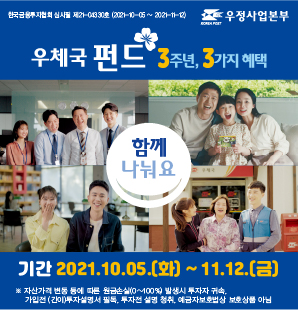 한국금융투자협회 심사필 제21-04330호 (2021-10-05 ~ 2021-11-12)
우정사업본부
KOREA POST
우체국 펀드 3주년, 3가지 혜택
함께
나눠요
기간 2021.10.05.(화) ~ 11.12.(금)
※ 자산가격 변동 등에 따른 원금손실(0~100%) 발생시 투자자 귀속,
가입전 (간이)투자설명서 필독, 투자전 설명 청취, 예금자보호법상 보호상품 아님